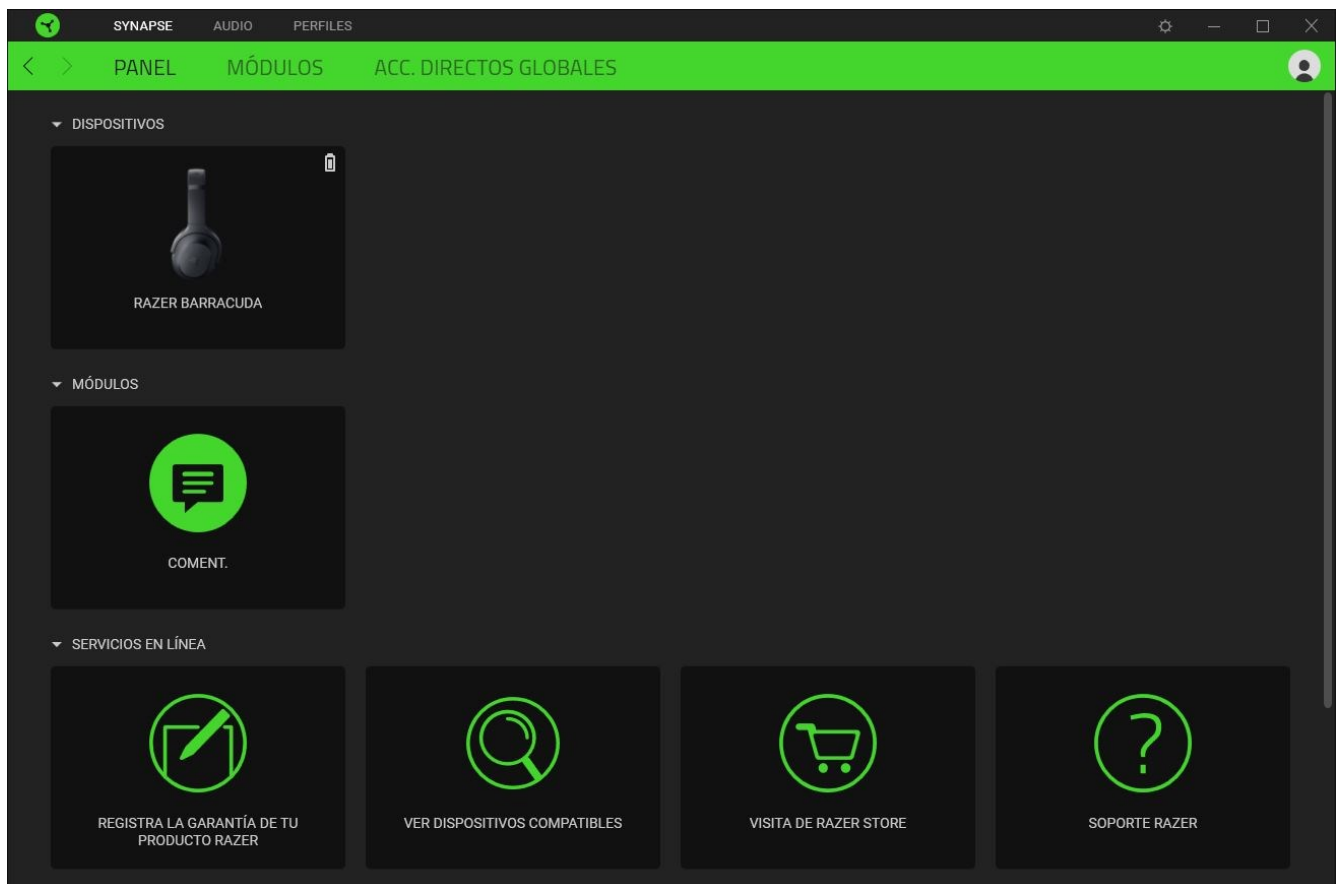 SYNAPSE AUDIO PERFILES
PANEL MÓDULOS ACC. DIRECTOS GLOBALES
DISPOSITIVOS
RAZER BARRACUDA
MÓDULOS
COMENT.
SERVICIOS EN LÍNEA
REGISTRA LA GARANTÍA DE TU
PRODUCTO RAZER
VER DISPOSITIVOS COMPATIBLES
VISITA DE RAZER STORE
SOPORTE RAZER